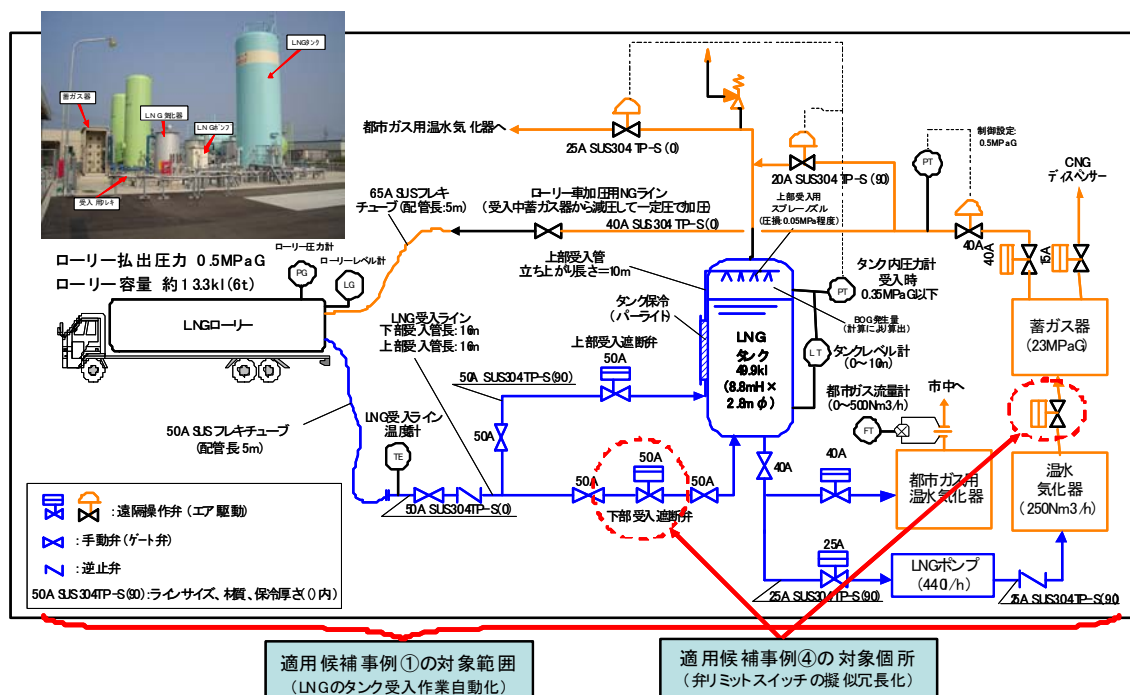 LNGタンク
蓄ガス器
LNG気化器
LNGポンプ
受入用フレキ
都市ガス用温水気化器へ
25A SUS304 TP-S(0)
20A SUS304 TP-S(90)
制御設定:
0.5MPaG
PT
CNG
ディスペンサー
65A SUSフレキ
チューブ(配管長:5m)
ローリー車加圧用NGライン
(受入中蓄ガス器から減圧して一定圧で加圧)
40A SUS304 TP-S(0)
上部受入用
スプレーノズル
(圧損:0.05MPa程度)
40A
40A
15A
ローリー払出圧力 0.5MPaG
ローリー容量 約13.3kl(6t)
PG
ローリー圧力計
LG
ローリーレベル計
LNGローリー
上部受入管
立ち上がり長さ=10m
タンク保冷
(パーライト)
PT
タンク内圧力計
受入時
0.35MPaG以下
BOG発生量
(計算により算出)
LNG
タンク
49.9kl
(8.8mH×
2.8mφ)
LT
タンクレベル計
(0~10m)
蓄ガス器
(23MPaG)
LNG受入ライン
下部受入管長:10m
上部受入管長:10m
上部受入遮断弁
50A
50A SUS304TP-S(90)
50A
都市ガス流量計
(0~500Nm3/h)
市中へ
FT
50A SUSフレキチューブ
(配管長5m)
LNG受入ライン
温度計
TE
50A SUS304TP-S(0)
50A
50A
50A
下部受入遮断弁
40A
40A
都市ガス用
温水気化器
温水
気化器
(250Nm3/h)
25A
25A SUS304TP-S(90)
LNGポンプ
(440l/h)
25A SUS304TP-S(90)
:遠隔操作弁(エア駆動)
:手動弁(ゲート弁)
:逆止弁
50A SUS304TP-S(90):ラインサイズ、材質、保冷厚さ()内)
適用候補事例①の対象範囲
(LNGのタンク受入作業自動化)
適用候補事例④の対象個所
(弁リミットスイッチの擬似冗長化)